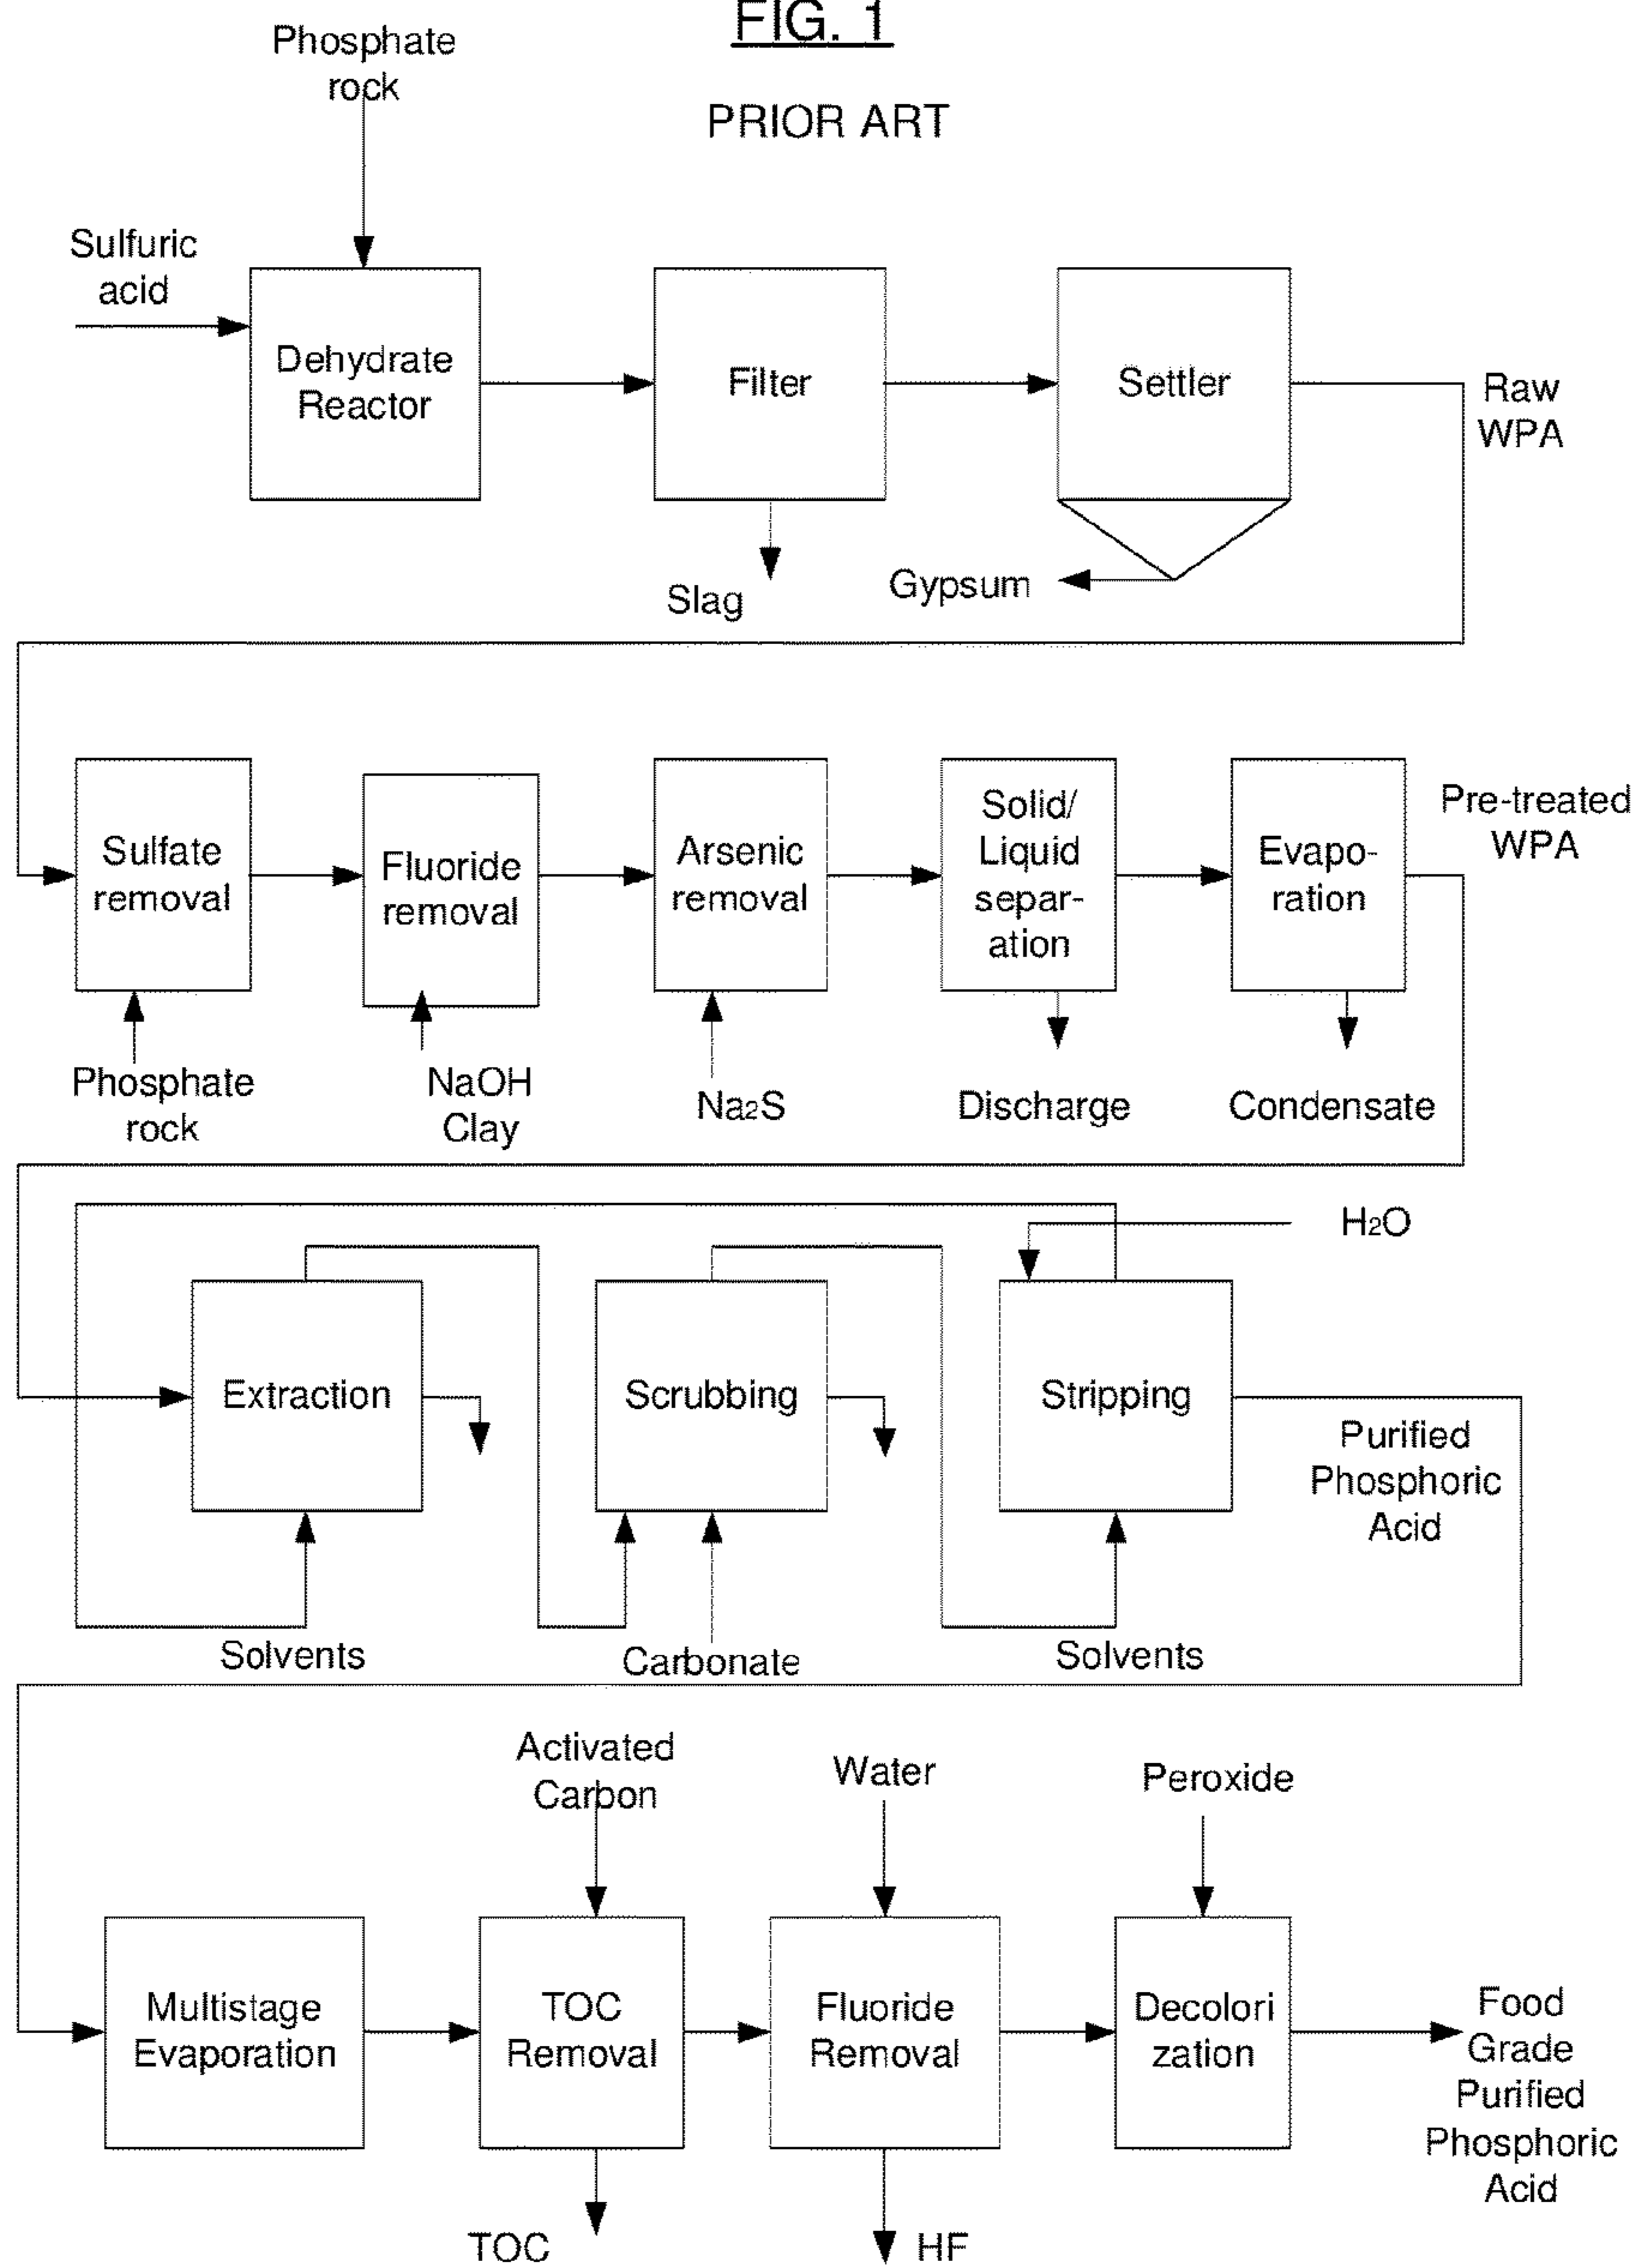 FIG. 1
PRIOR ART
Phosphate
rock
Sulfuric
acid
Dehydrate
Reactor
Filter
Settler
Raw
WPA
Slag
Gypsum
Sulfate
removal
Fluoride
removal
Arsenic
removal
Solid/
Liquid
separ-
ation
Evapo-
ration
Pre-treated
WPA
Phosphate
rock
NaOH
Clay
Na2S
Discharge
Condensate
H2O
Extraction
Scrubbing
Stripping
Purified
Phosphoric
Acid
Solvents
Carbonate
Solvents
Activated
Carbon
Water
Peroxide
Multistage
Evaporation
TOC
Removal
Fluoride
Removal
Decolori
zation
Food
Grade
Purified
Phosphoric
Acid
TOC
HF